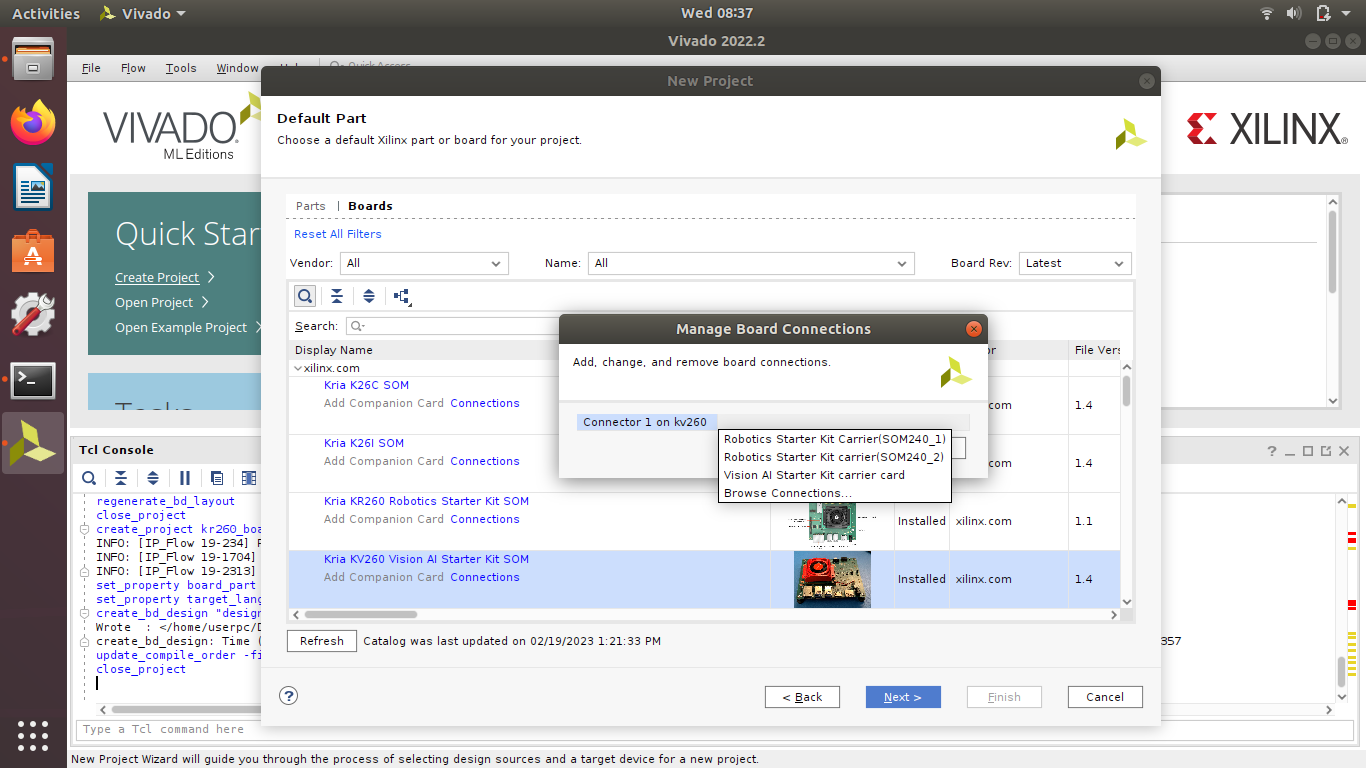 Activities Vivado Wed 08:37
Vivado 2022.2
File Flow Tools Window Quick Access
New Project
Default Part
Choose a default Xilinx part or board for your project.
VIVADO
ML Editions
XILINX
Parts | Boards
Reset All Filters
Vendor: All Name: All Board Rev: Latest
Search: Q-
Display Name File Vers
xilinx.com
Kria K26C SOM
Add Companion Card Connections
com 1.4
Kria K26I SOM
Add Companion Card Connections
com 1.4
Kria KR260 Robotics Starter Kit SOM
Add Companion Card Connections
Installed xilinx.com 1.1
Kria KV260 Vision AI Starter Kit SOM
Add Companion Card Connections
Installed xilinx.com 1.4
Refresh Catalog was last updated on 02/19/2023 1:21:33 PM
? < Back Next > Finish Cancel
Manage Board Connections
Add, change, and remove board connections.
Connector 1 on kv260
Robotics Starter Kit Carrier(SOM240_1)
Robotics Starter Kit carrier(SOM240_2)
Vision AI Starter Kit carrier card
Browse Connections...
Quick Star
Create Project >
Open Project >
Open Example Project >
Tasks
Tcl Console
regenerate_bd_layout
close_project
create_project kr260_boa
INFO: [IP_Flow 19-234] R
INFO: [IP_Flow 19-1704]
INFO: [IP_Flow 19-2313]
set_property board_part
set_property target_lang
create_bd_design "design
Wrote : </home/userpc/D
create_bd_design: Time ( 357
update_compile_order -fi
close_project
Type a Tcl command here
New Project Wizard will guide you through the process of selecting design sources and a target device for a new project.